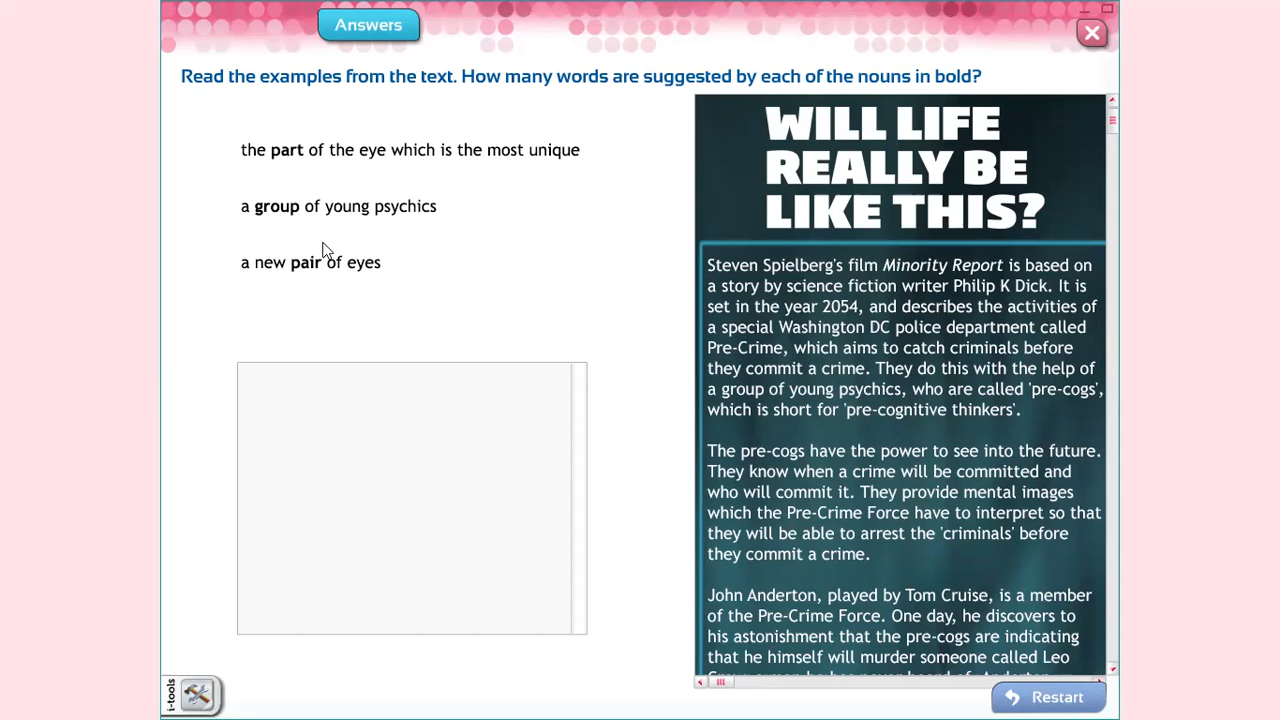 Answers
Read the examples from the text. How many words are suggested by each of the nouns in bold?
the part of the eye which is the most unique
a group of young psychics
a new pair of eyes
WILL LIFE
REALLY BE
LIKE THIS?
Steven Spielberg's film Minority Report is based on
a story by science fiction writer Philip K Dick. It is
set in the year 2054, and describes the activities of
a special Washington DC police department called
Pre-Crime, which aims to catch criminals before
they commit a crime. They do this with the help of
a group of young psychics, who are called 'pre-cogs',
which is short for 'pre-cognitive thinkers'.
The pre-cogs have the power to see into the future.
They know when a crime will be committed and
who will commit it. They provide mental images
which the Pre-Crime Force have to interpret so that
they will be able to arrest the 'criminals' before
they commit a crime.
John Anderton, played by Tom Cruise, is a member
of the Pre-Crime Force. One day, he discovers to
his astonishment that the pre-cogs are indicating
that he himself will murder someone called Leo
i-tools
Restart